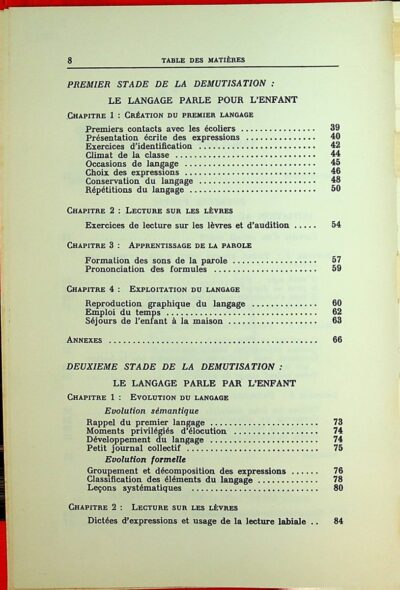 8 TABLE DES MATIÈRES
PREMIER STADE DE LA DEMUTISATION :
LE LANGAGE PARLE POUR L'ENFANT
CHAPITRE 1 : CRÉATION DU PREMIER LANGAGE
Premiers contacts avec les écoliers ................ 39
Présentation écrite des expressions ................ 40
Exercices d'identification ................ 42
Climat de la classe ................ 44
Occasions de langage ................ 45
Choix des expressions ................ 46
Conservation du langage ................ 48
Répétitions du langage ................ 50
CHAPITRE 2 : LECTURE SUR LES LÈVRES
Exercices de lecture sur les lèvres et d'audition ..... 54
CHAPITRE 3 : APPRENTISSAGE DE LA PAROLE
Formation des sons de la parole ................ 57
Prononciation des formules ................ 59
CHAPITRE 4 : EXPLOITATION DU LANGAGE
Reproduction graphique du langage ............. 60
Emploi du temps ................ 62
Séjours de l'enfant à la maison ................ 63
ANNEXES ................ 66
DEUXIEME STADE DE LA DEMUTISATION :
LE LANGAGE PARLE PAR L'ENFANT
CHAPITRE 1 : EVOLUTION DU LANGAGE
Evolution sémantique
Rappel du premier langage ................ 73
Moments privilégiés d'élocution ................ 74
Développement du langage ................ 74
Petit journal collectif ................ 75
Evolution formelle
Groupement et décomposition des expressions ...... 76
Classification des éléments du langage ............ 78
Leçons systématiques ................ 80
CHAPITRE 2 : LECTURE SUR LES LÈVRES
Dictées d'expressions et usage de la lecture labiale .. 84